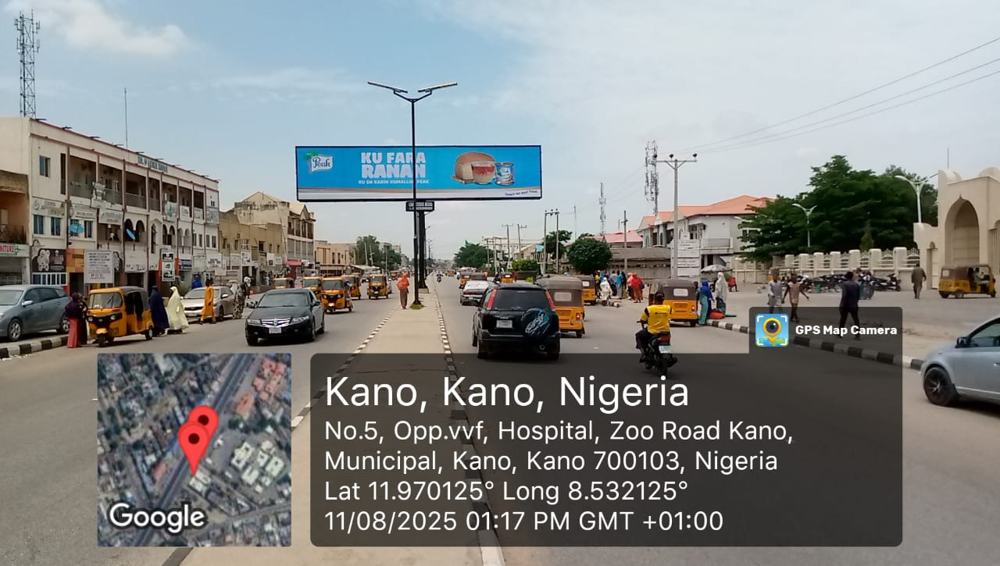 Peak
KU FARA
RANAN
KU DA KARIN KUMALLON PEAK
GPS Map Camera
Kano, Kano, Nigeria
No.5, Opp.vvf, Hospital, Zoo Road Kano,
Municipal, Kano, Kano 700103, Nigeria
Lat 11.970125° Long 8.532125°
11/08/2025 01:17 PM GMT +01:00
Google